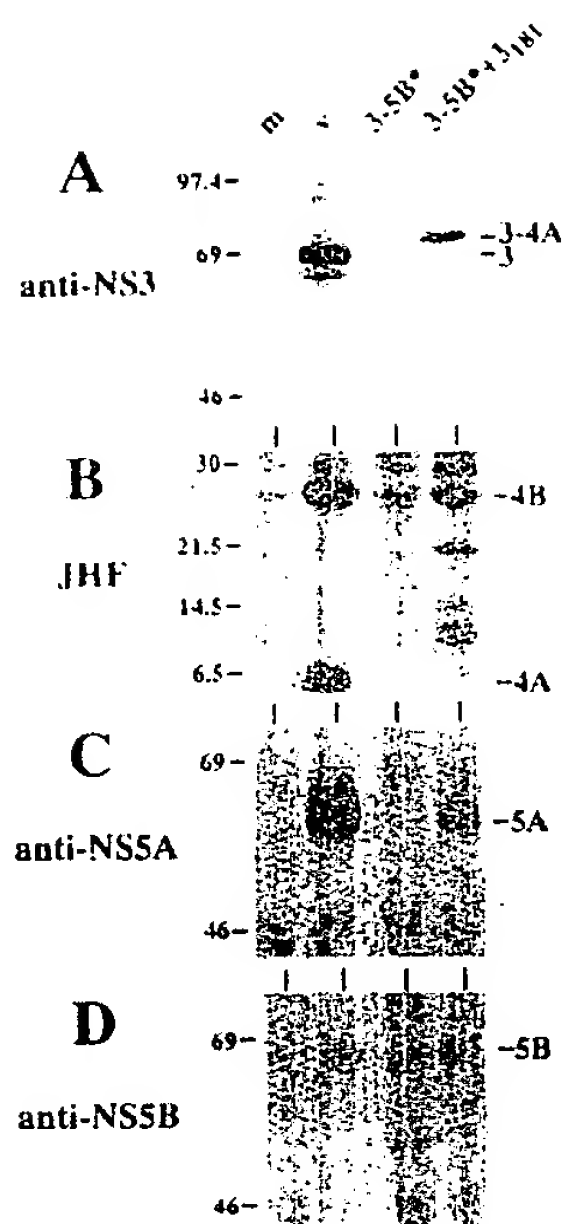 m v 3-5B* 3-5B*+3181
A
97.4–
–3-4A
69–
–3
anti-NS3
46–
B
30–
–4B
JHF
21.5–
14.5–
6.5–
–4A
C
69–
–5A
anti-NS5A
46–
D
69–
–5B
anti-NS5B
46–